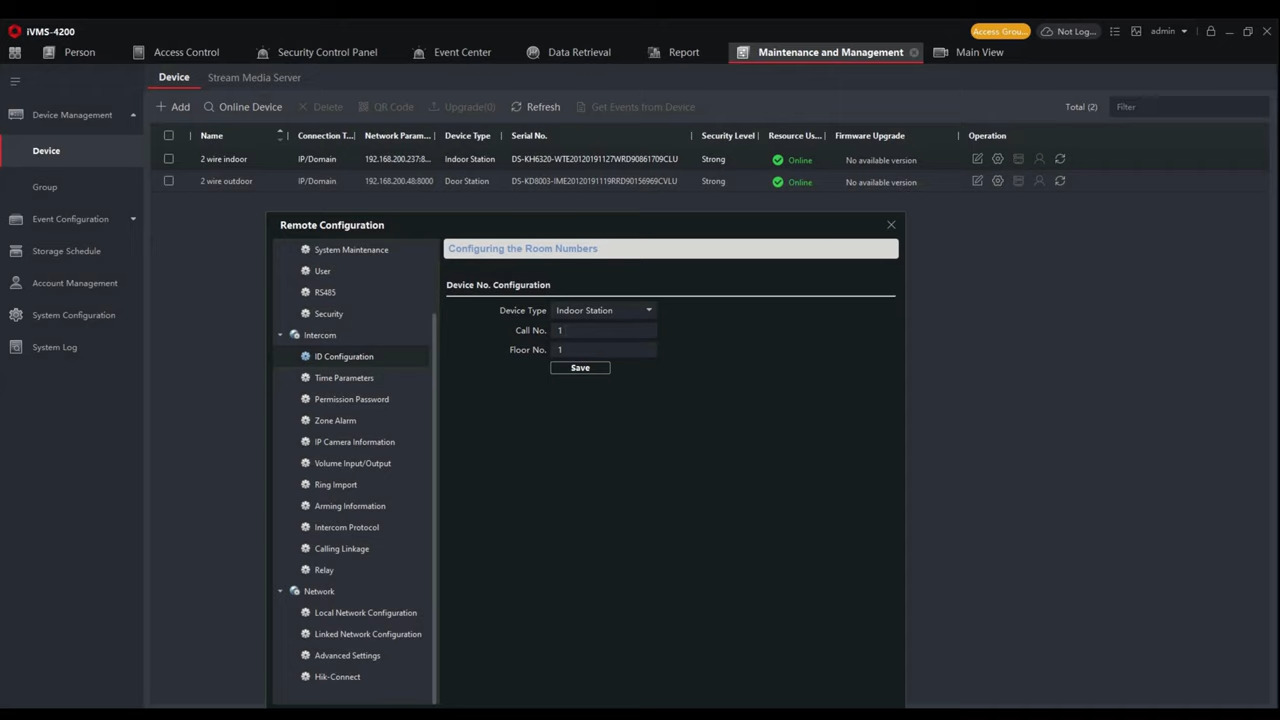 iVMS-4200
Access Grou...
Not Log...
admin
Person
Access Control
Security Control Panel
Event Center
Data Retrieval
Report
Maintenance and Management
Main View
Device
Stream Media Server
Device Management
Device
Group
Event Configuration
Storage Schedule
Account Management
System Configuration
System Log
+ Add
Online Device
Delete
QR Code
Upgrade(0)
Refresh
Get Events from Device
Total (2)
Filter
Name Connection T... Network Param... Device Type Serial No. Security Level Resource Us... Firmware Upgrade Operation
2 wire indoor IP/Domain 192.168.200.237:8... Indoor Station DS-KH6320-WTE20120191127WRD90861709CLU Strong Online No available version
2 wire outdoor IP/Domain 192.168.200.48:8000 Door Station DS-KD8003-IME20120191119RRD90156969CVLU Strong Online No available version
Remote Configuration
System Maintenance
User
RS485
Security
Intercom
ID Configuration
Time Parameters
Permission Password
Zone Alarm
IP Camera Information
Volume Input/Output
Ring Import
Arming Information
Intercom Protocol
Calling Linkage
Relay
Network
Local Network Configuration
Linked Network Configuration
Advanced Settings
Hik-Connect
Configuring the Room Numbers
Device No. Configuration
Device Type Indoor Station
Call No. 1
Floor No. 1
Save